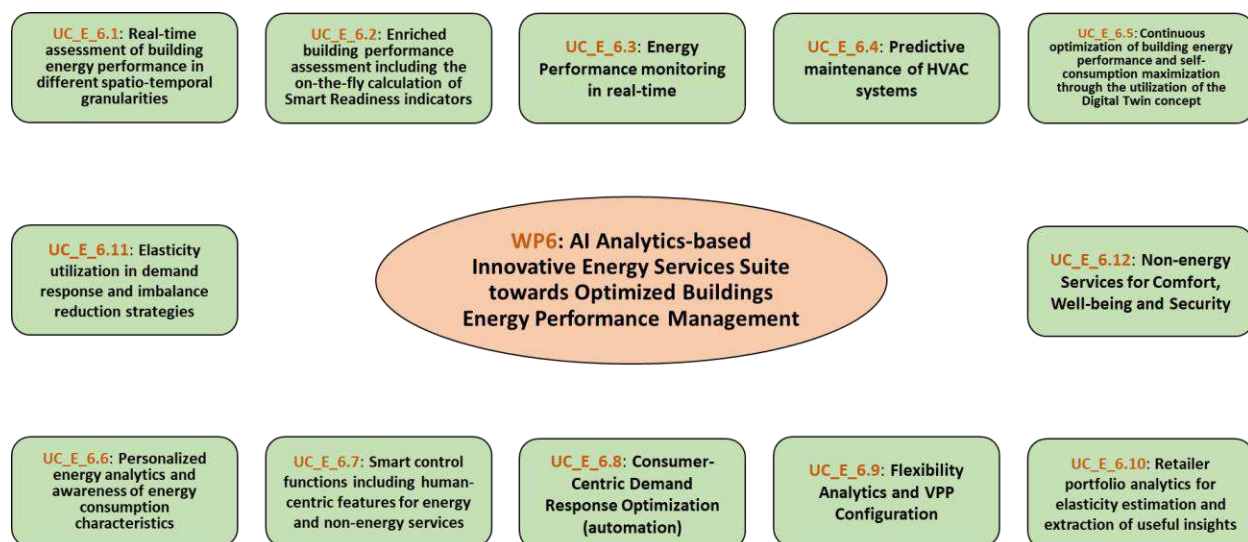 UC_E_6.1: Real-time
assessment of building
energy performance in
different spatio-temporal
granularities
UC_E_6.2: Enriched
building performance
assessment including the
on-the-fly calculation of
Smart Readiness indicators
UC_E_6.3: Energy
Performance monitoring
in real-time
UC_E_6.4: Predictive
maintenance of HVAC
systems
UC_E_6.5: Continuous
optimization of building energy
performance and self-
consumption maximization
through the utilization of the
Digital Twin concept
UC_E_6.11: Elasticity
utilization in demand
response and imbalance
reduction strategies
WP6: AI Analytics-based
Innovative Energy Services Suite
towards Optimized Buildings
Energy Performance Management
UC_E_6.12: Non-energy
Services for Comfort,
Well-being and Security
UC_E_6.6: Personalized
energy analytics and
awareness of energy
consumption
characteristics
UC_E_6.7: Smart control
functions including human-
centric features for energy
and non-energy services
UC_E_6.8: Consumer-
Centric Demand
Response Optimization
(automation)
UC_E_6.9: Flexibility
Analytics and VPP
Configuration
UC_E_6.10: Retailer
portfolio analytics for
elasticity estimation and
extraction of useful insights